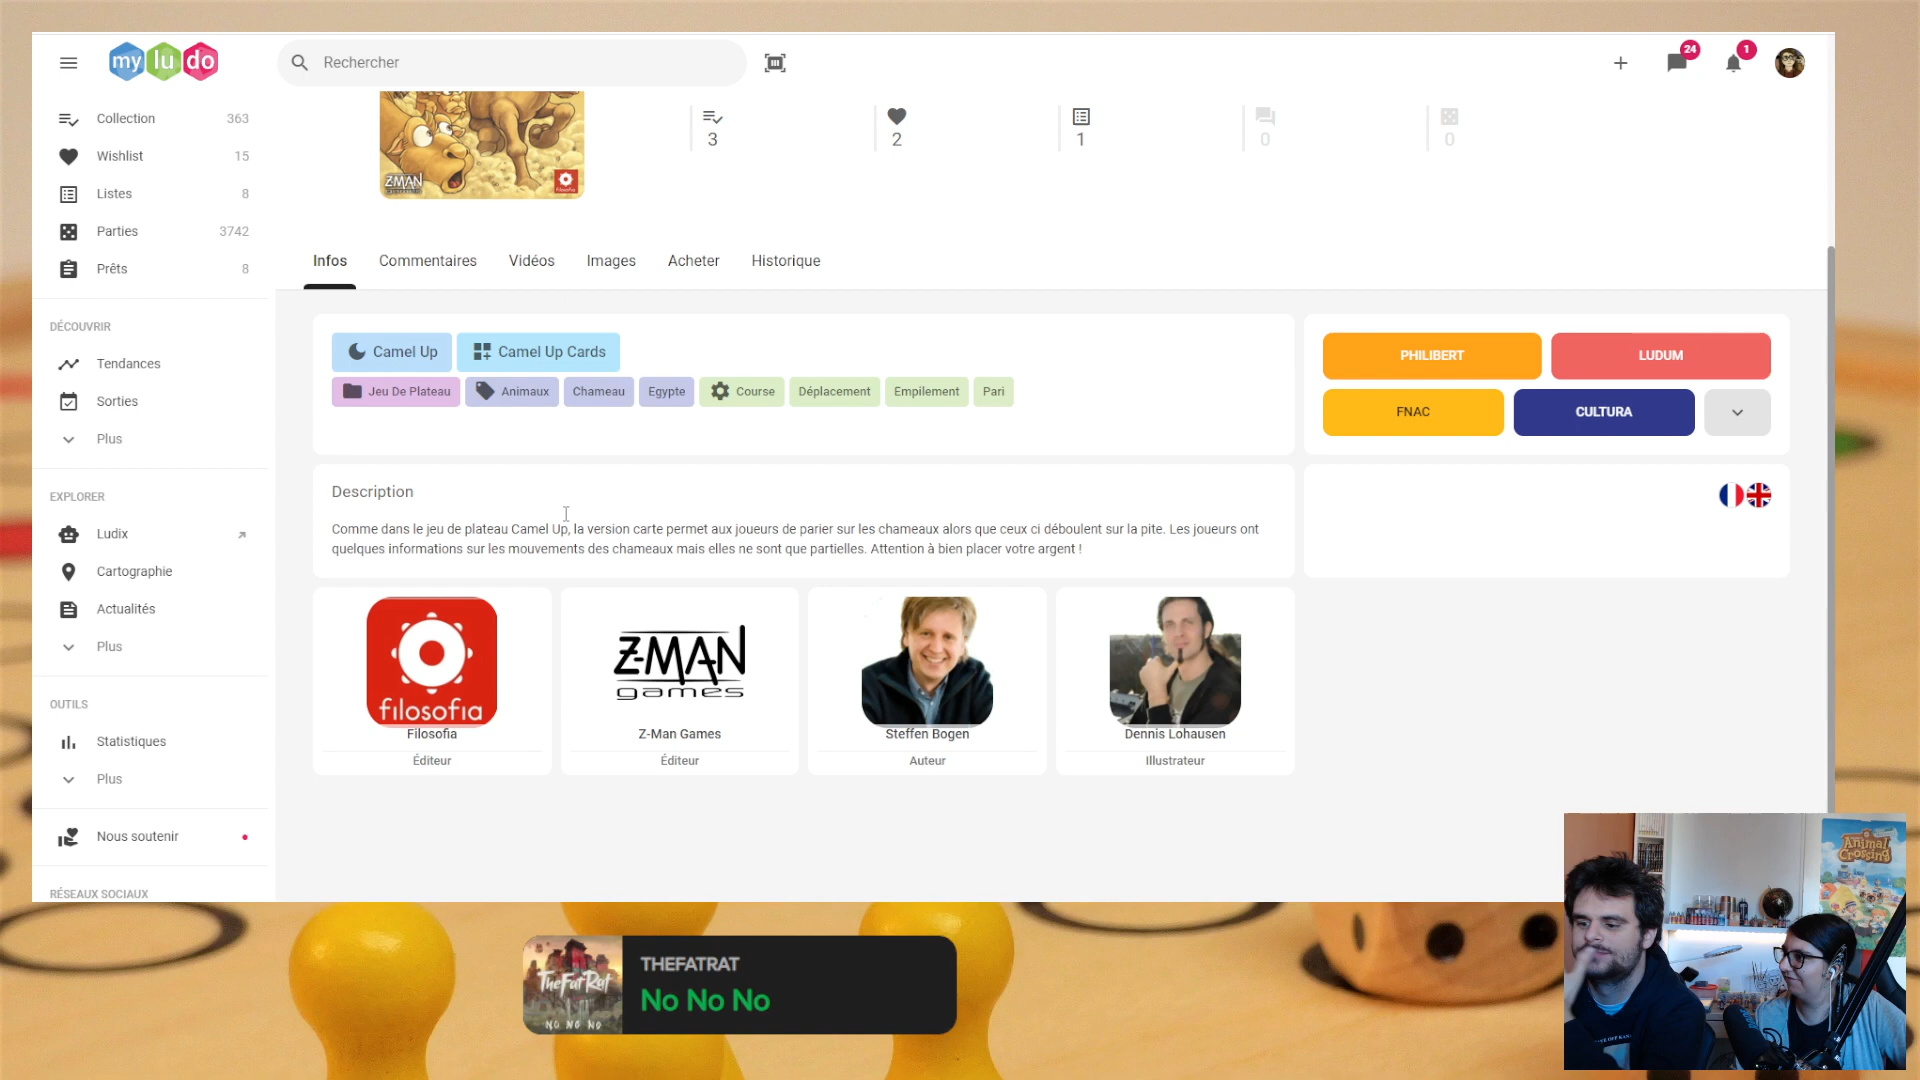 my lu do
Rechercher
24
1
Collection 363
Wishlist 15
Listes 8
Parties 3742
Prêts 8
DÉCOUVRIR
Tendances
Sorties
Plus
EXPLORER
Ludix
Cartographie
Actualités
Plus
OUTILS
Statistiques
Plus
Nous soutenir
RÉSEAUX SOCIAUX
ZMAN
Filosofia
3
2
1
0
0
Infos
Commentaires
Vidéos
Images
Acheter
Historique
Camel Up
Camel Up Cards
Jeu De Plateau
Animaux
Chameau
Egypte
Course
Déplacement
Empilement
Pari
PHILIBERT
LUDUM
FNAC
CULTURA
Description
Comme dans le jeu de plateau Camel Up, la version carte permet aux joueurs de parier sur les chameaux alors que ceux ci déboulent sur la pite. Les joueurs ont
quelques informations sur les mouvements des chameaux mais elles ne sont que partielles. Attention à bien placer votre argent !
filosofia
Filosofia
Éditeur
Z-MAN
games
Z-Man Games
Éditeur
Steffen Bogen
Auteur
Dennis Lohausen
Illustrateur
TheFatRat
NO NO NO
THEFATRAT
No No No
Animal
Crossing